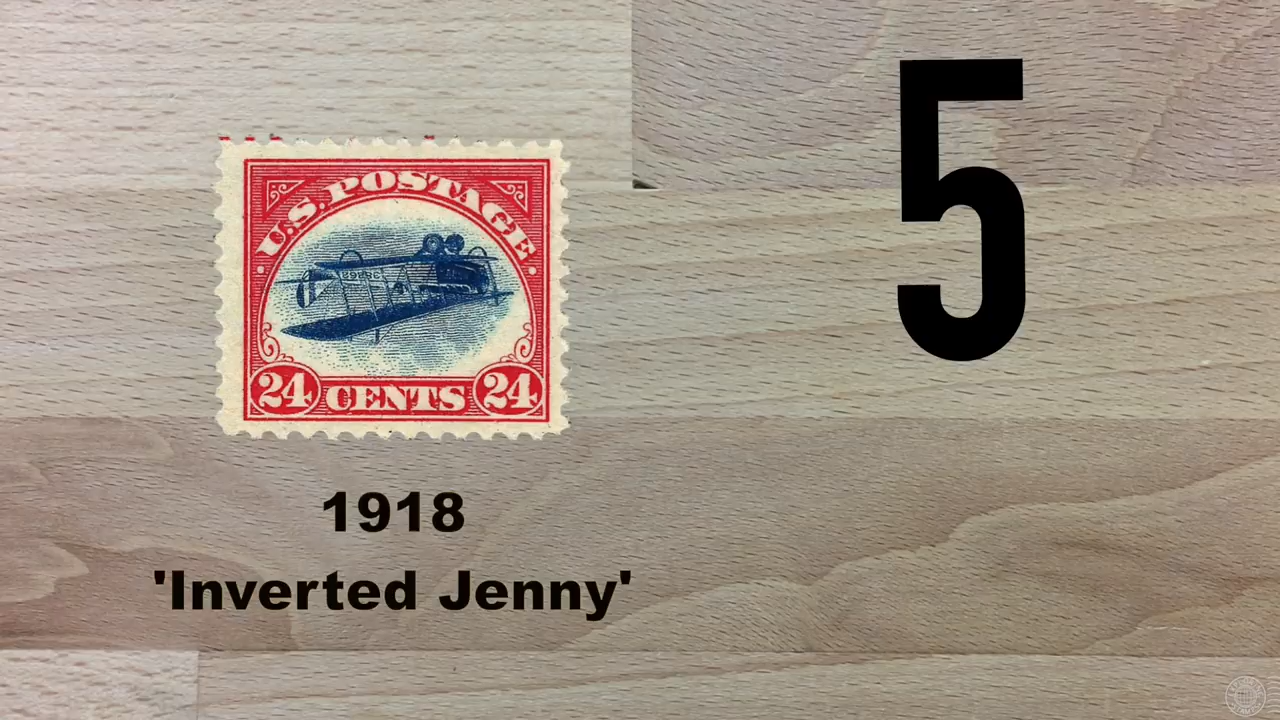 U.S. POSTAGE.
24 CENTS 24
1918
'Inverted Jenny'
5